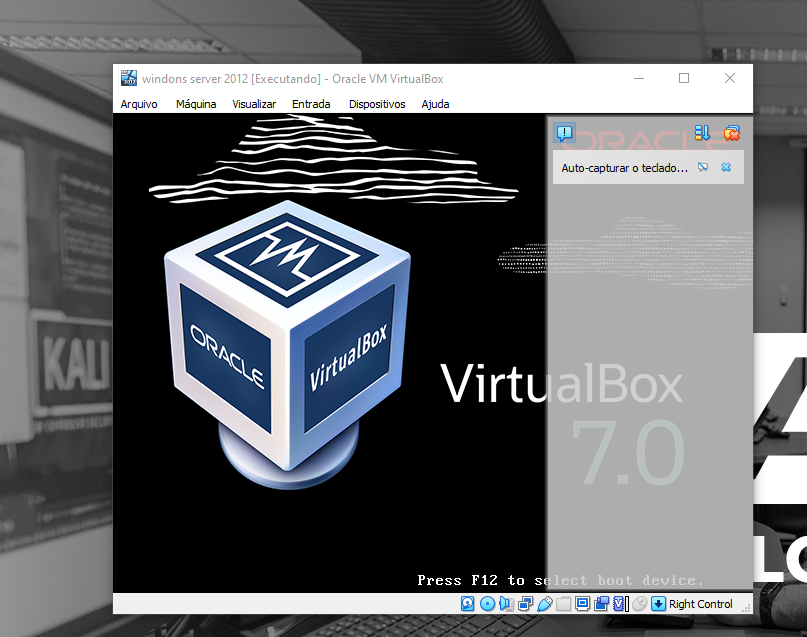 windons server 2012 [Executando] - Oracle VM VirtualBox
Arquivo Máquina Visualizar Entrada Dispositivos Ajuda
ORACLE
Auto-capturar o teclado...
VM
ORACLE
VirtualBox
KALI
VirtualBox
7.0
Press F12 to select boot device.
Right Control